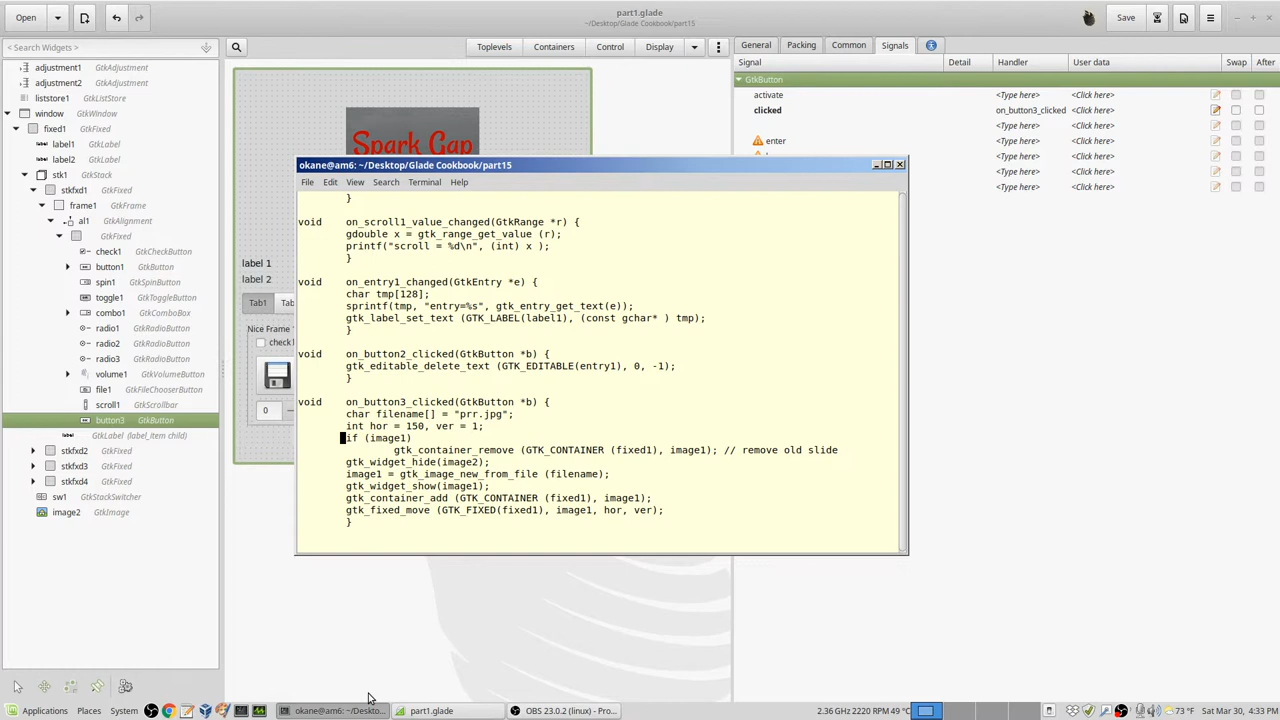 part1.glade
~/Desktop/Glade Cookbook/part15
Open
Save
< Search Widgets>
Toplevels
Containers
Control
Display
General
Packing
Common
Signals
Signal
Detail
Handler
User data
Swap
After
adjustment1 GtkAdjustment
adjustment2 GtkAdjustment
liststore1 GtkListStore
window GtkWindow
fixed1 GtkFixed
label1 GtkLabel
label2 GtkLabel
stk1 GtkStack
stkfxd1 GtkFixed
frame1 GtkFrame
al1 GtkAlignment
GtkFixed
check1 GtkCheckButton
button1 GtkButton
spin1 GtkSpinButton
toggle1 GtkToggleButton
combo1 GtkComboBox
radio1 GtkRadioButton
radio2 GtkRadioButton
radio3 GtkRadioButton
volume1 GtkVolumeButton
file1 GtkFileChooserButton
scroll1 GtkScrollbar
button3 GtkButton
GtkLabel (label_item child)
stkfxd2 GtkFixed
stkfxd3 GtkFixed
stkfxd4 GtkFixed
sw1 GtkStackSwitcher
image2 GtkImage
Spark Gap
label 1
label 2
Tab1
Tab
Nice Frame
check
0
GtkButton
activate <Type here> <Click here>
clicked on_button3_clicked <Click here>
<Type here> <Click here>
enter <Type here> <Click here>
<Type here> <Click here>
<Type here> <Click here>
<Type here> <Click here>
okane@am6: ~/Desktop/Glade Cookbook/part15
File Edit View Search Terminal Help
}
void on_scroll1_value_changed(GtkRange *r) {
gdouble x = gtk_range_get_value (r);
printf("scroll = %d\n", (int) x );
}
void on_entry1_changed(GtkEntry *e) {
char tmp[128];
sprintf(tmp, "entry=%s", gtk_entry_get_text(e));
gtk_label_set_text (GTK_LABEL(label1), (const gchar* ) tmp);
}
void on_button2_clicked(GtkButton *b) {
gtk_editable_delete_text (GTK_EDITABLE(entry1), 0, -1);
}
void on_button3_clicked(GtkButton *b) {
char filename[] = "prr.jpg";
int hor = 150, ver = 1;
if (image1)
gtk_container_remove (GTK_CONTAINER (fixed1), image1); // remove old slide
gtk_widget_hide(image2);
image1 = gtk_image_new_from_file (filename);
gtk_widget_show(image1);
gtk_container_add (GTK_CONTAINER (fixed1), image1);
gtk_fixed_move (GTK_FIXED(fixed1), image1, hor, ver);
}
Applications Places System
okane@am6: ~/Deskto...
part1.glade
OBS 23.0.2 (linux) - Pro...
2.36 GHz 2220 RPM 49 °C
73 °F
Sat Mar 30, 4:33 PM